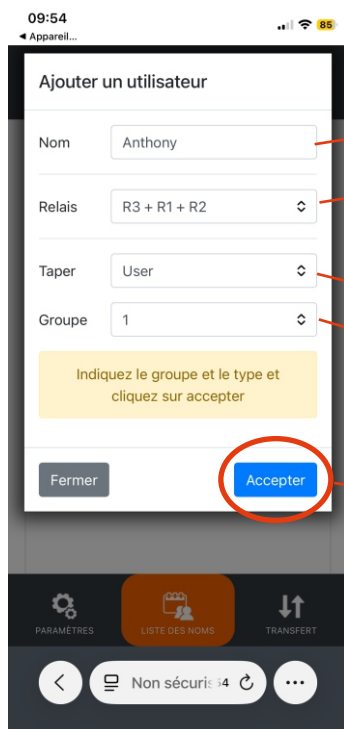 09:54
85
◀ Appareil...
Ajouter un utilisateur
Nom Anthony
Relais R3 + R1 + R2
Taper User
Groupe 1
Indiquez le groupe et le type et
cliquez sur accepter
Fermer Accepter
PARAMÈTRES LISTE DES NOMS TRANSFERT
Non sécuris